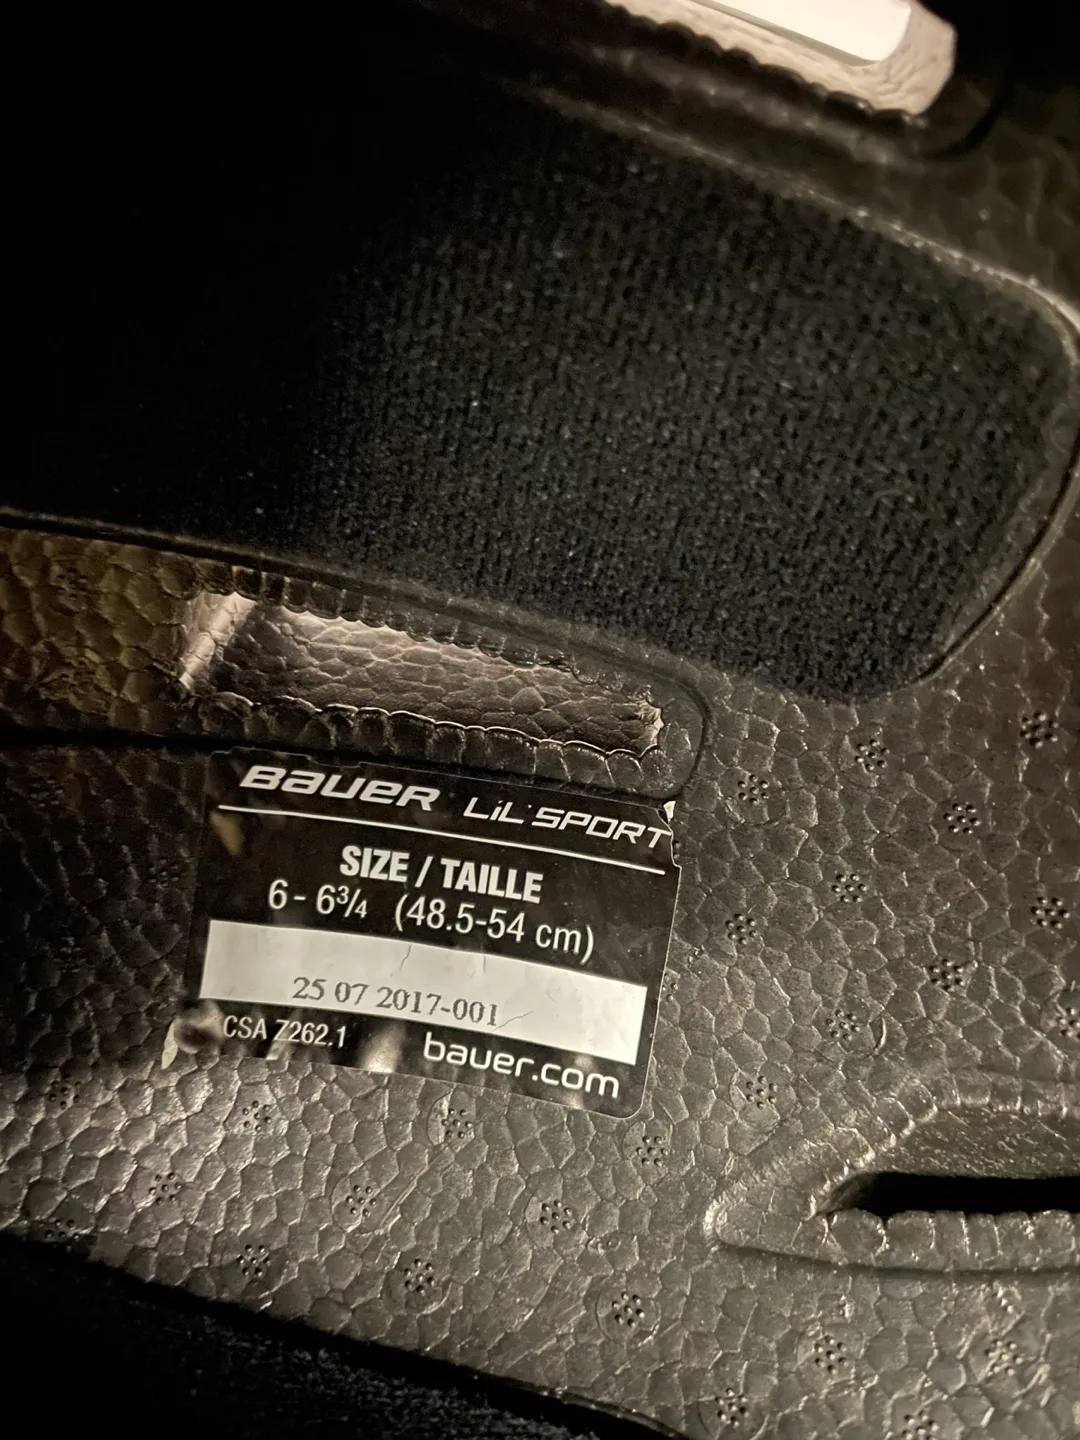 BAUER LIL' SPORT
SIZE / TAILLE
6 - 6¾ (48.5-54 cm)
25 07 2017-001
CSA Z262.1 bauer.com